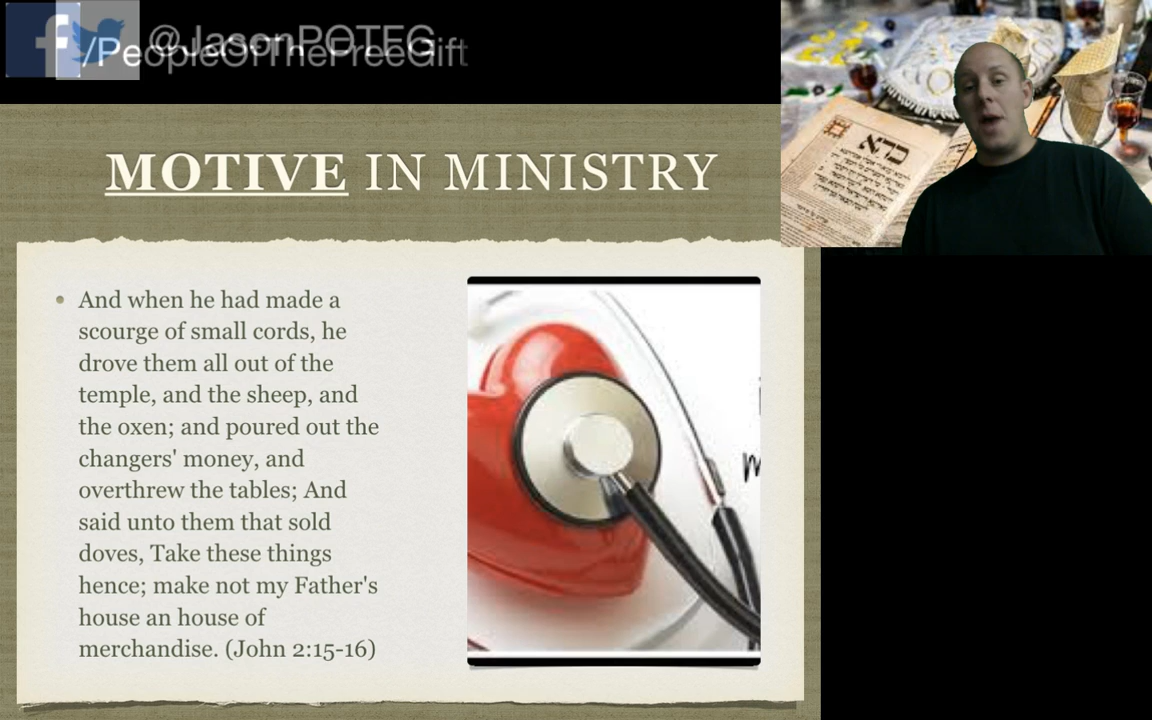 @JasonPOTEG
/PeopleOfTheFreeGift
MOTIVE IN MINISTRY
And when he had made a
scourge of small cords, he
drove them all out of the
temple, and the sheep, and
the oxen; and poured out the
changers' money, and
overthrew the tables; And
said unto them that sold
doves, Take these things
hence; make not my Father's
house an house of
merchandise. (John 2:15-16)